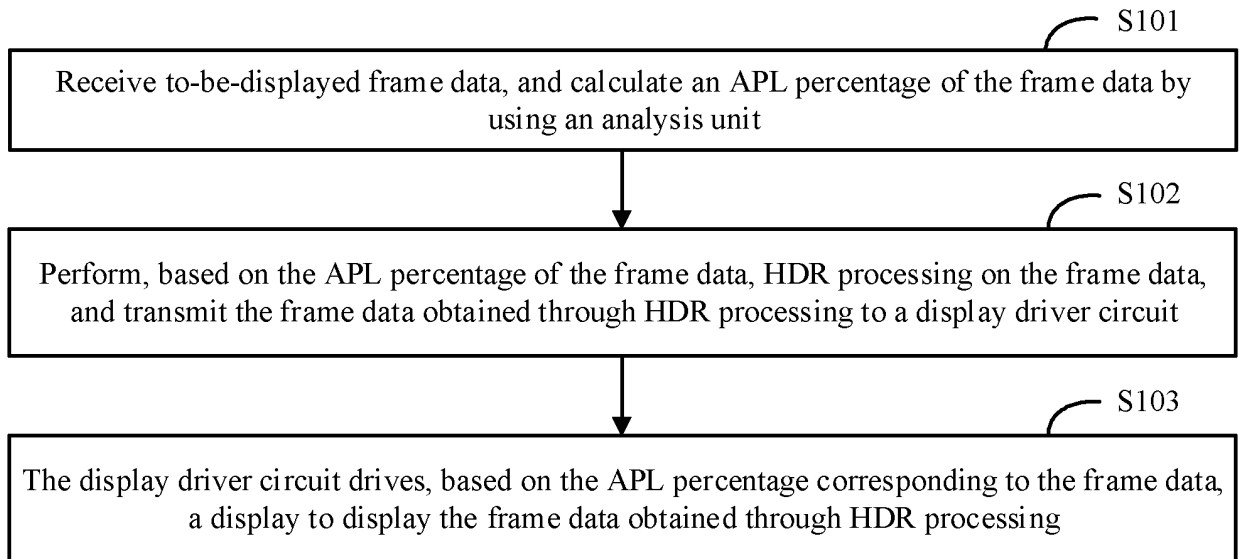 S101
Receive to-be-displayed frame data, and calculate an APL percentage of the frame data by
using an analysis unit
S102
Perform, based on the APL percentage of the frame data, HDR processing on the frame data,
and transmit the frame data obtained through HDR processing to a display driver circuit
S103
The display driver circuit drives, based on the APL percentage corresponding to the frame data,
a display to display the frame data obtained through HDR processing